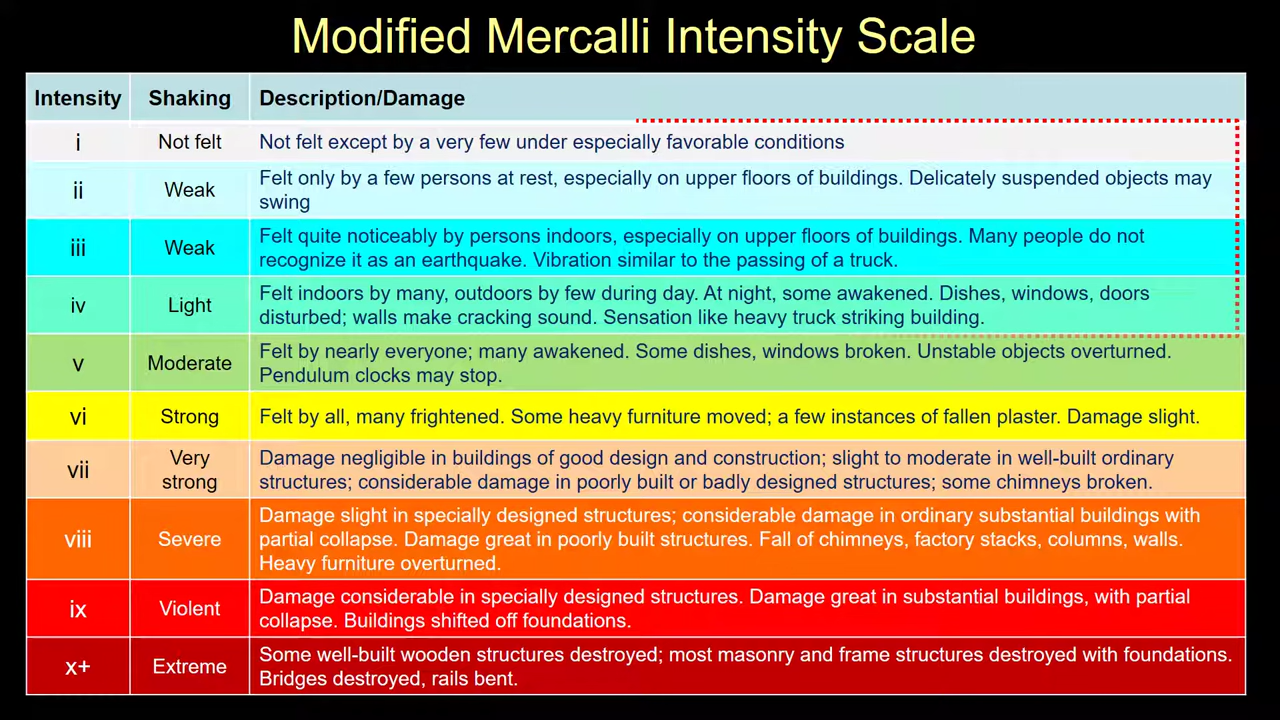 Modified Mercalli Intensity Scale
Intensity Shaking Description/Damage
i Not felt Not felt except by a very few under especially favorable conditions
ii Weak Felt only by a few persons at rest, especially on upper floors of buildings. Delicately suspended objects may
swing
iii Weak Felt quite noticeably by persons indoors, especially on upper floors of buildings. Many people do not
recognize it as an earthquake. Vibration similar to the passing of a truck.
iv Light Felt indoors by many, outdoors by few during day. At night, some awakened. Dishes, windows, doors
disturbed; walls make cracking sound. Sensation like heavy truck striking building.
v Moderate Felt by nearly everyone; many awakened. Some dishes, windows broken. Unstable objects overturned.
Pendulum clocks may stop.
vi Strong Felt by all, many frightened. Some heavy furniture moved; a few instances of fallen plaster. Damage slight.
vii Very
strong Damage negligible in buildings of good design and construction; slight to moderate in well-built ordinary
structures; considerable damage in poorly built or badly designed structures; some chimneys broken.
viii Severe Damage slight in specially designed structures; considerable damage in ordinary substantial buildings with
partial collapse. Damage great in poorly built structures. Fall of chimneys, factory stacks, columns, walls.
Heavy furniture overturned.
ix Violent Damage considerable in specially designed structures. Damage great in substantial buildings, with partial
collapse. Buildings shifted off foundations.
x+ Extreme Some well-built wooden structures destroyed; most masonry and frame structures destroyed with foundations.
Bridges destroyed, rails bent.